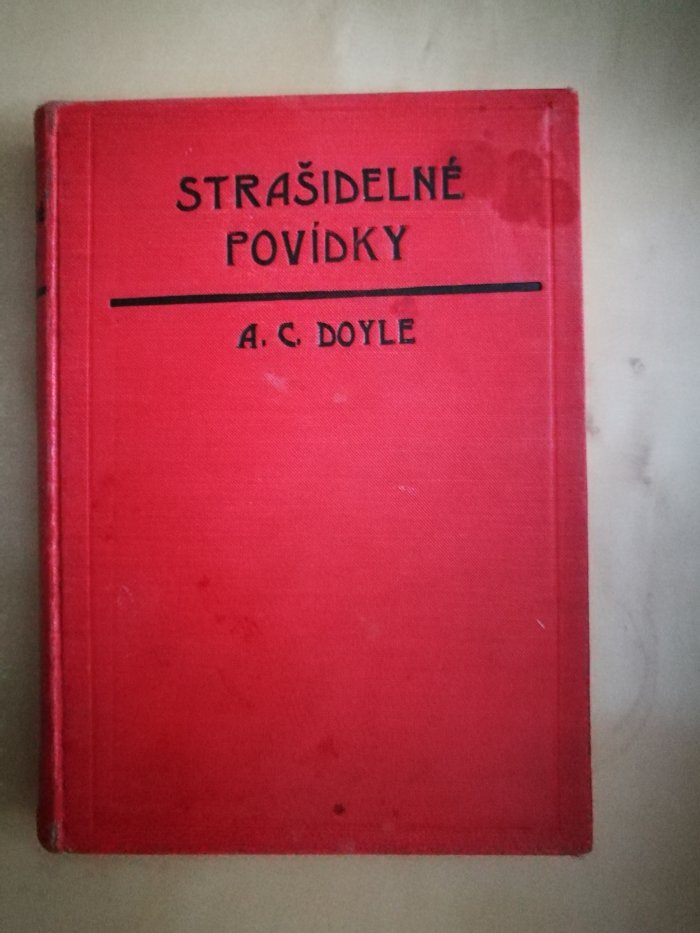 STRAŠIDELNÉ
POVÍDKY
A. C. DOYLE